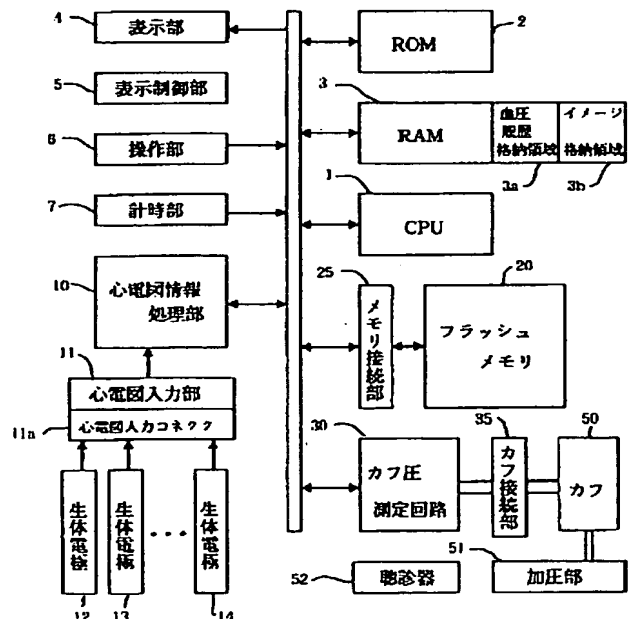 4
表示部
5
表示制御部
6
操作部
7
計時部
10
心電図情報
処理部
11
心電図入力部
11a
心電図入力コネクタ
生体電極
生体電極
・・・
生体電極
12
13
14
2
ROM
3
RAM
血圧
履歴
格納領域
イメージ
格納領域
3a
3b
1
CPU
25
メモリ接続部
20
フラッシュ
メモリ
30
カフ圧
測定回路
35
カフ接続部
50
カフ
51
加圧部
52
聴診器